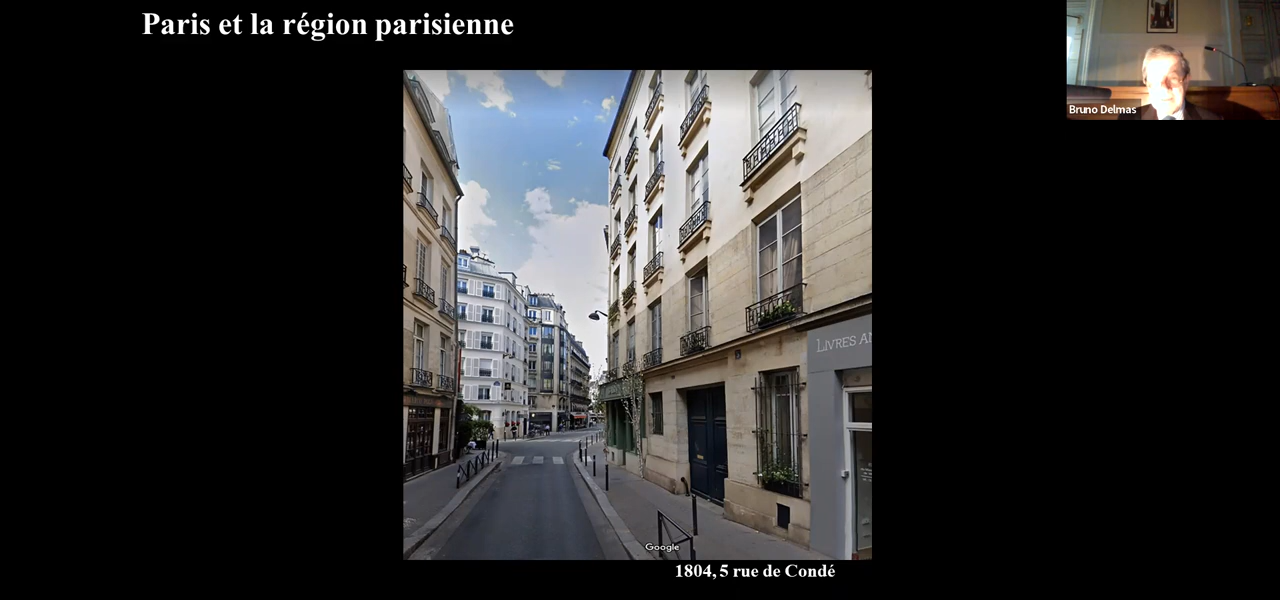 Paris et la région parisienne
Bruno Delmas
LIVRES AN
Google
1804, 5 rue de Condé